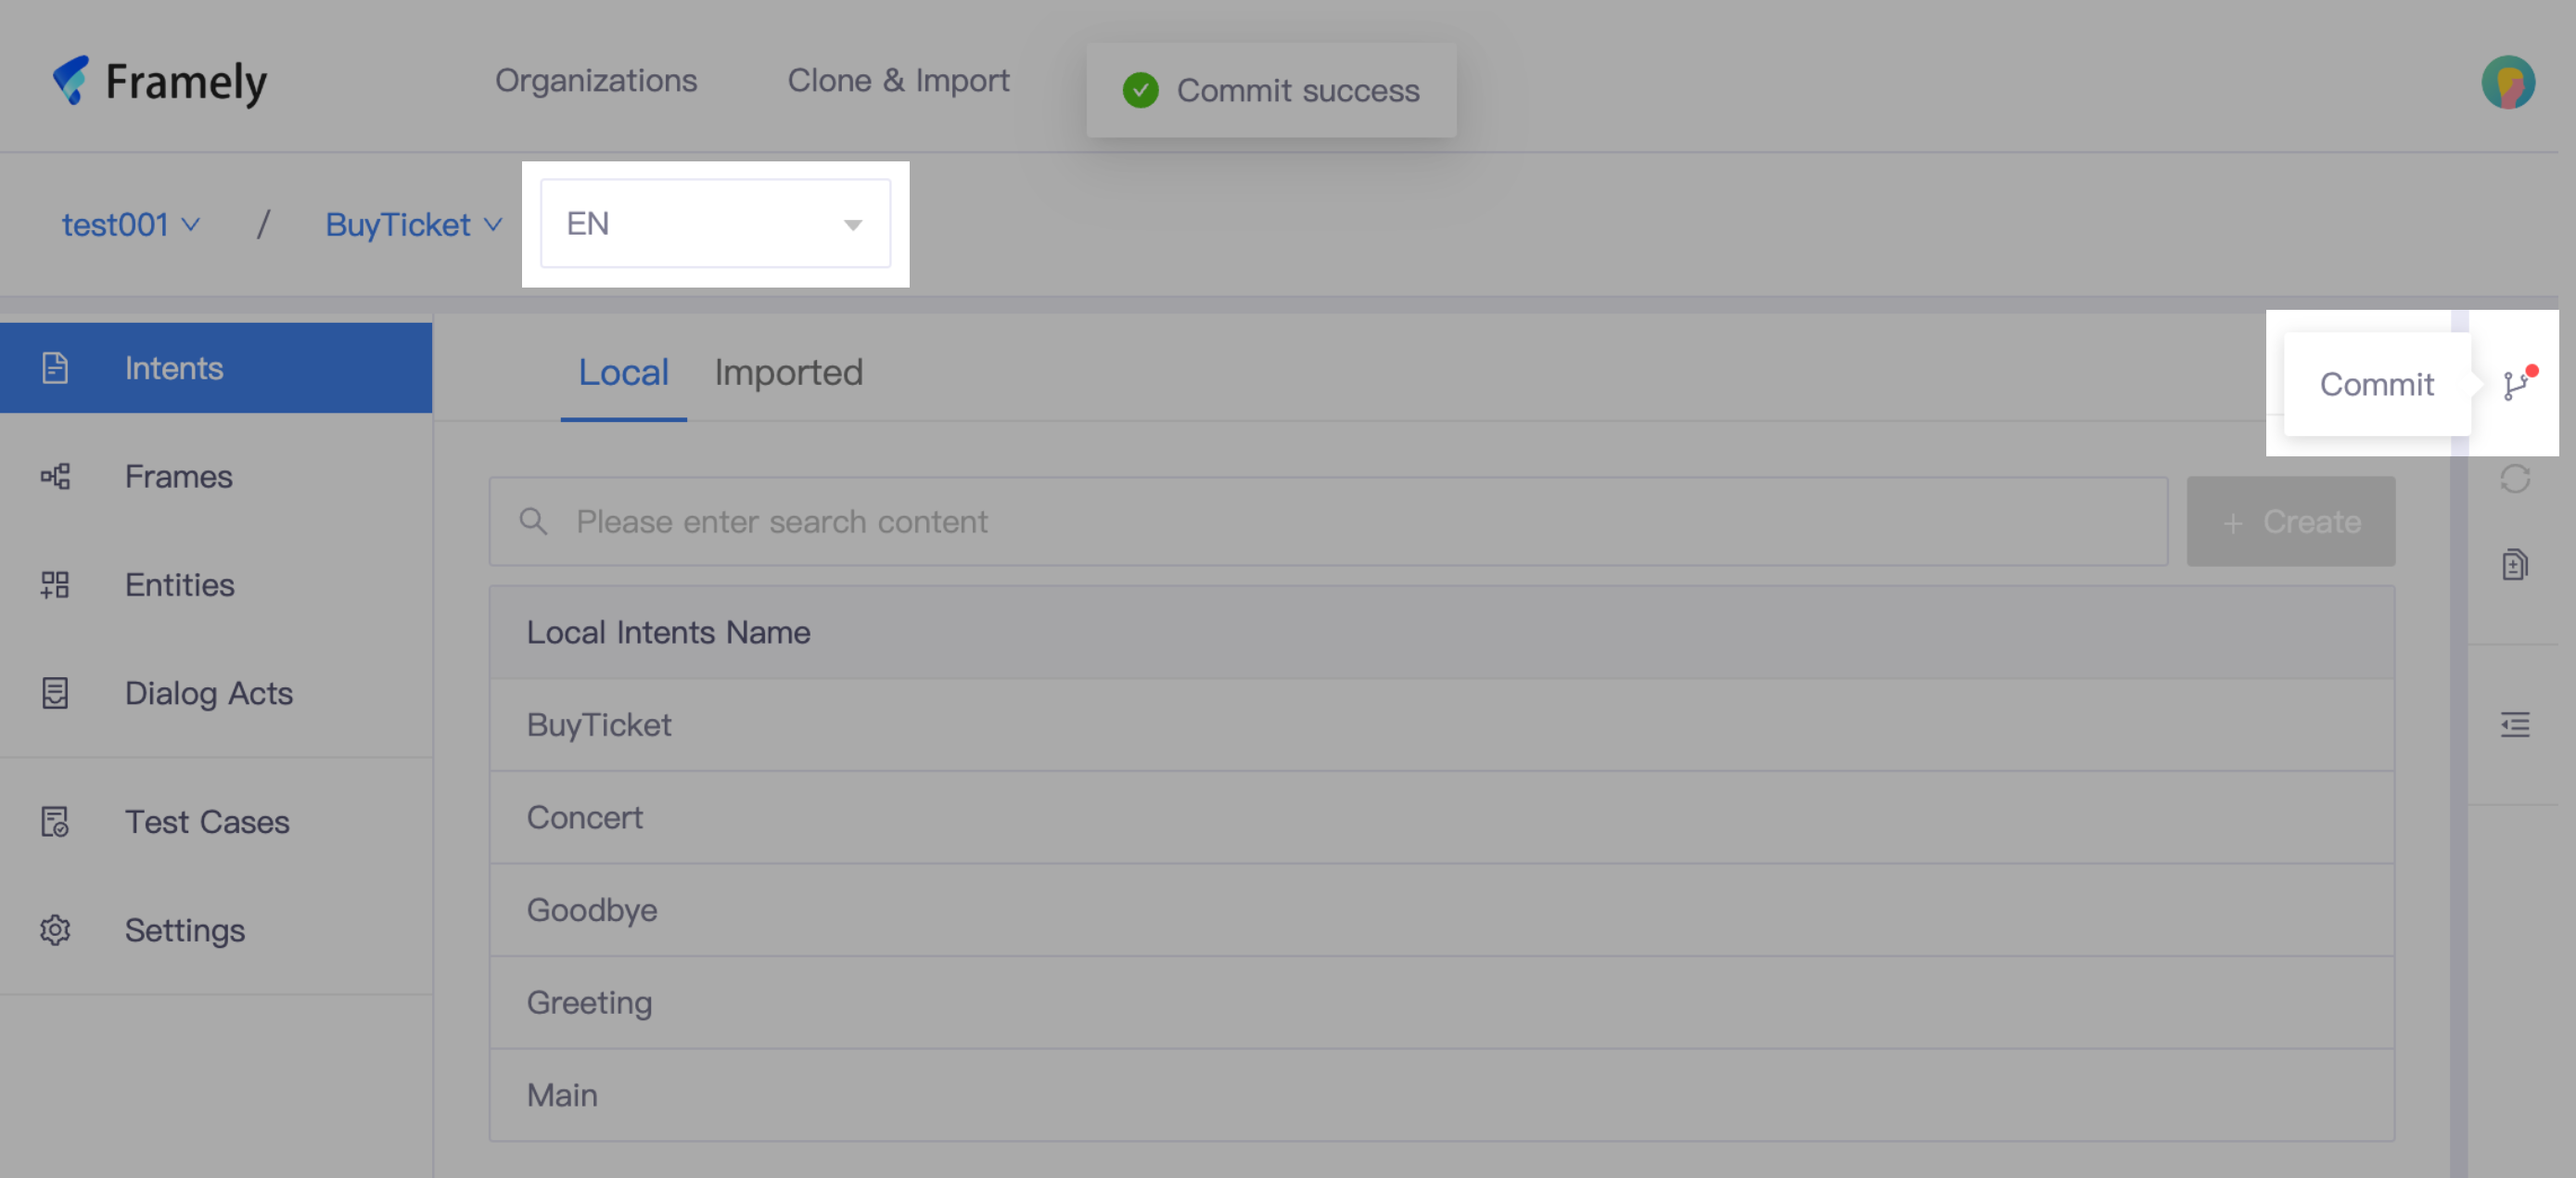 Framely
Organizations
Clone & Import
Commit success
test001
/
BuyTicket
EN
Intents
Frames
Entities
Dialog Acts
Test Cases
Settings
Local
Imported
Commit
Please enter search content
+ Create
Local Intents Name
BuyTicket
Concert
Goodbye
Greeting
Main